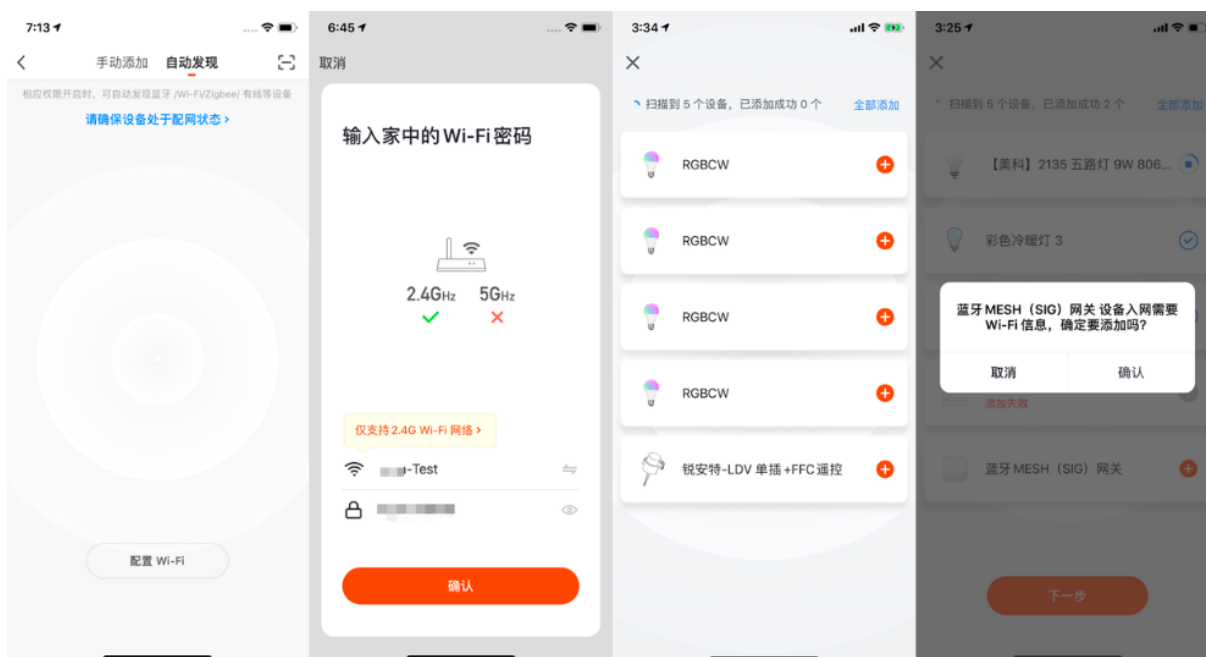 7:13
手动添加 自动发现
相应权限开启时，可自动发现蓝牙 /Wi-Fi/Zigbee/ 有线等设备
请确保设备处于配网状态 >
配置 Wi-Fi
6:45
取消
输入家中的 Wi-Fi 密码
2.4GHz 5GHz
仅支持 2.4G Wi-Fi 网络 >
-Test
确认
3:34
扫描到 5 个设备，已添加成功 0 个 全部添加
RGBCW
RGBCW
RGBCW
RGBCW
锐安特-LDV 单插 +FFC 遥控
3:25
扫描到 5 个设备，已添加成功 2 个 全部添加
【美科】2135 五路灯 9W 806...
彩色冷暖灯 3
蓝牙 MESH（SIG）网关 设备入网需要
Wi-Fi 信息，确定要添加吗？
取消 确认
添加失败
蓝牙 MESH（SIG）网关
下一步